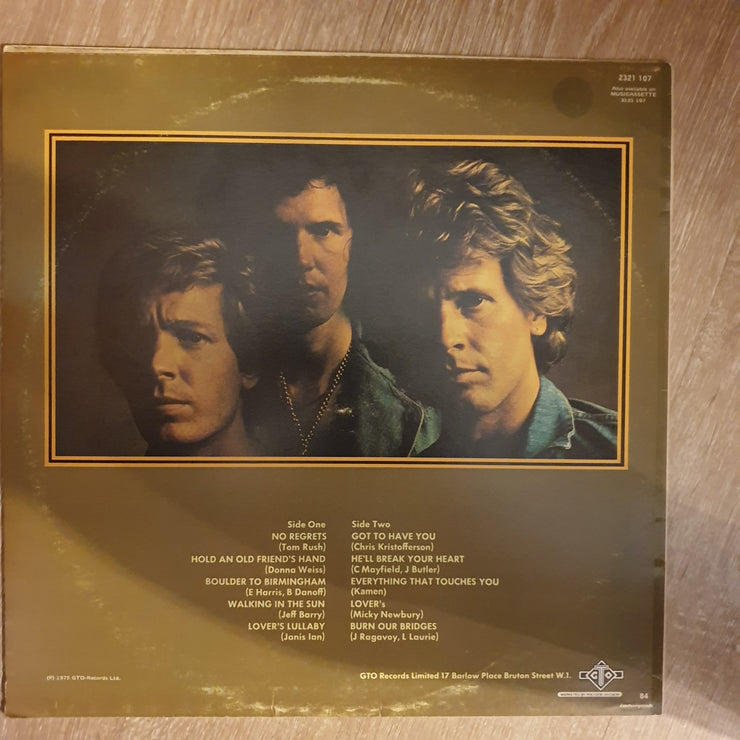 2321 107
Also available on
MUSICASSETTE
Side One
NO REGRETS
(Tom Rush)
HOLD AN OLD FRIEND'S HAND
(Donna Weiss)
BOULDER TO BIRMINGHAM
(E Harris, B Danoff)
WALKING IN THE SUN
(Jeff Barry)
LOVER'S LULLABY
(Janis Ian)
Side Two
GOT TO HAVE YOU
(Chris Kristofferson)
HE'LL BREAK YOUR HEART
(C Mayfield, J Butler)
EVERYTHING THAT TOUCHES YOU
(Kamen)
LOVER's
(Micky Newbury)
BURN OUR BRIDGES
(J Ragavoy, L Laurie)
(P) 1975 GTO-Records Ltd.
GTO Records Limited 17 Barlow Place Bruton Street W.1.
GTO
84